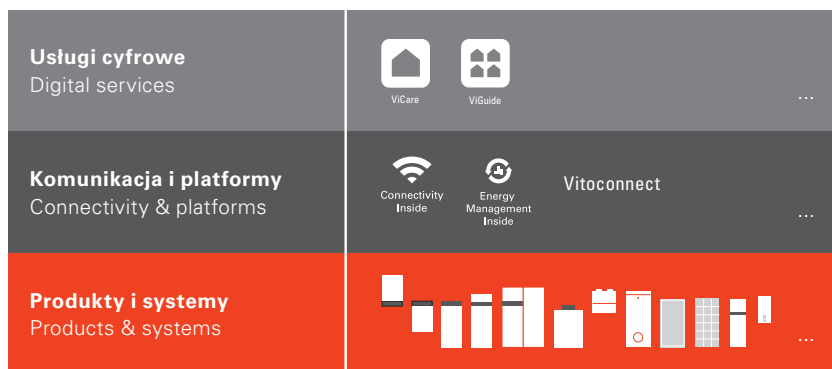 Usługi cyfrowe
Digital services
ViCare
ViGuide
...
Komunikacja i platformy
Connectivity & platforms
Connectivity
Inside
Energy
Management
Inside
Vitoconnect
...
Produkty i systemy
Products & systems
...